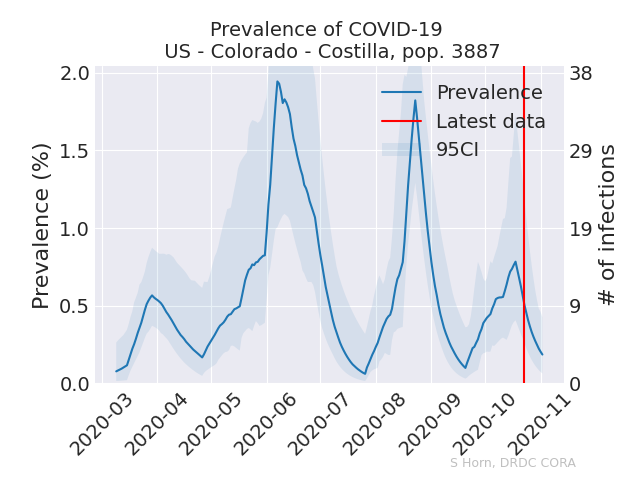 Prevalence of COVID-19
US - Colorado - Costilla, pop. 3887
Prevalence (%)
2.0
1.5
1.0
0.5
0.0
38
29
19
9
0
# of infections
Prevalence
Latest data
95CI
2020-03
2020-04
2020-05
2020-06
2020-07
2020-08
2020-09
2020-10
2020-11
S Horn, DRDC CORA